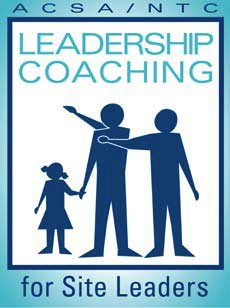 ACSA/NTC
LEADERSHIP
COACHING
for Site Leaders